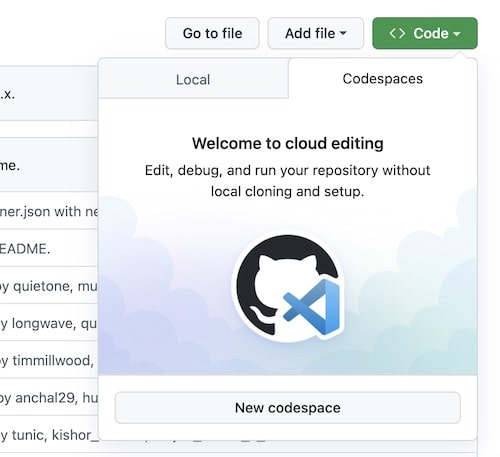 Go to file
Add file
Code
Local
Codespaces
.x.
me.
Welcome to cloud editing
Edit, debug, and run your repository without
local cloning and setup.
ner.json with ne
EADME.
by quietone, mu
by longwave, qu
by timmillwood,
by anchal29, hu
New codespace
by tunic, kishor_